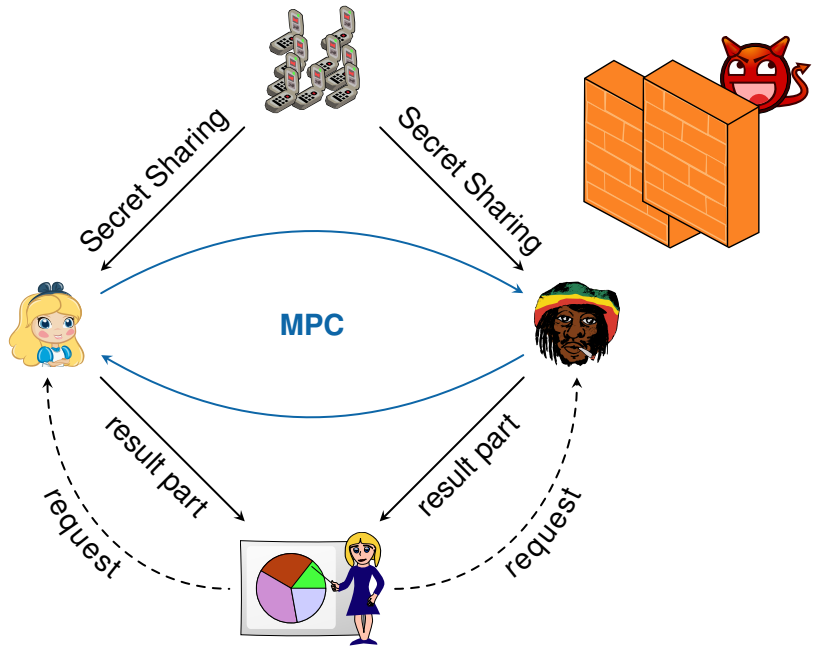 Secret Sharing
Secret Sharing
MPC
result part
result part
request
request